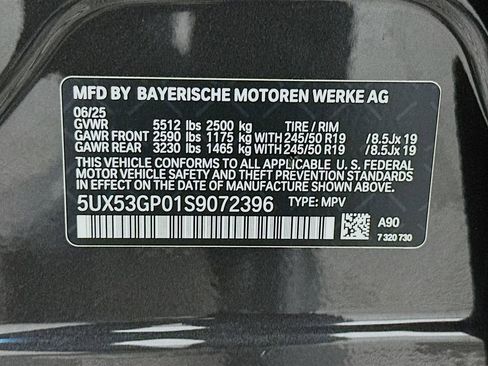 MFD BY BAYERISCHE MOTOREN WERKE AG
06/25
GVWR 5512 lbs 2500 kg TIRE / RIM
GAWR FRONT 2590 lbs 1175 kg WITH 245/50 R19 /8.5Jx 19
GAWR REAR 3230 lbs 1465 kg WITH 245/50 R19 /8.5Jx 19
THIS VEHICLE CONFORMS TO ALL APPLICABLE U. S. FEDERAL
MOTOR VEHICLE SAFETY STANDARDS IN EFFECT
ON THE DATE OF MANUFACTURE SHOWN ABOVE.
5UX53GP01S9072396 TYPE: MPV
A90
7 320 730